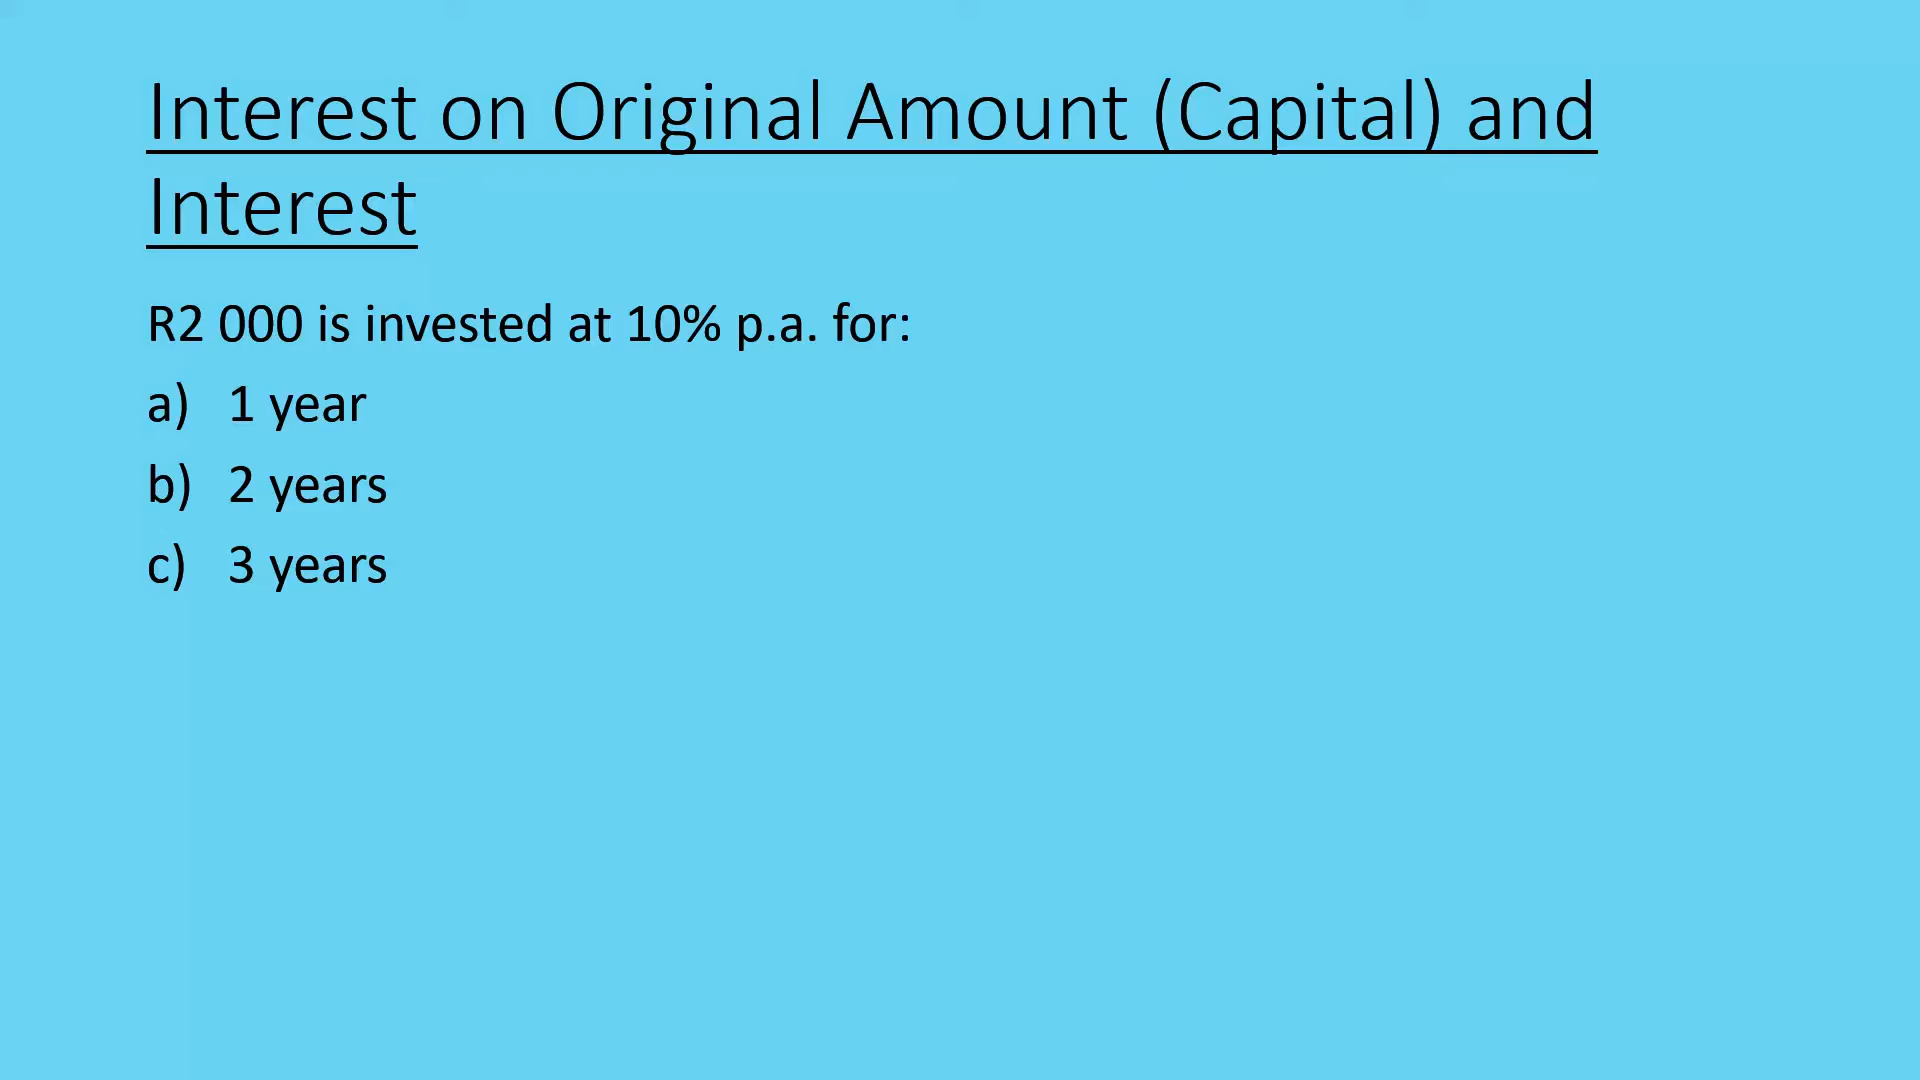 Interest on Original Amount (Capital) and
Interest
R2 000 is invested at 10% p.a. for:
a) 1 year
b) 2 years
c) 3 years